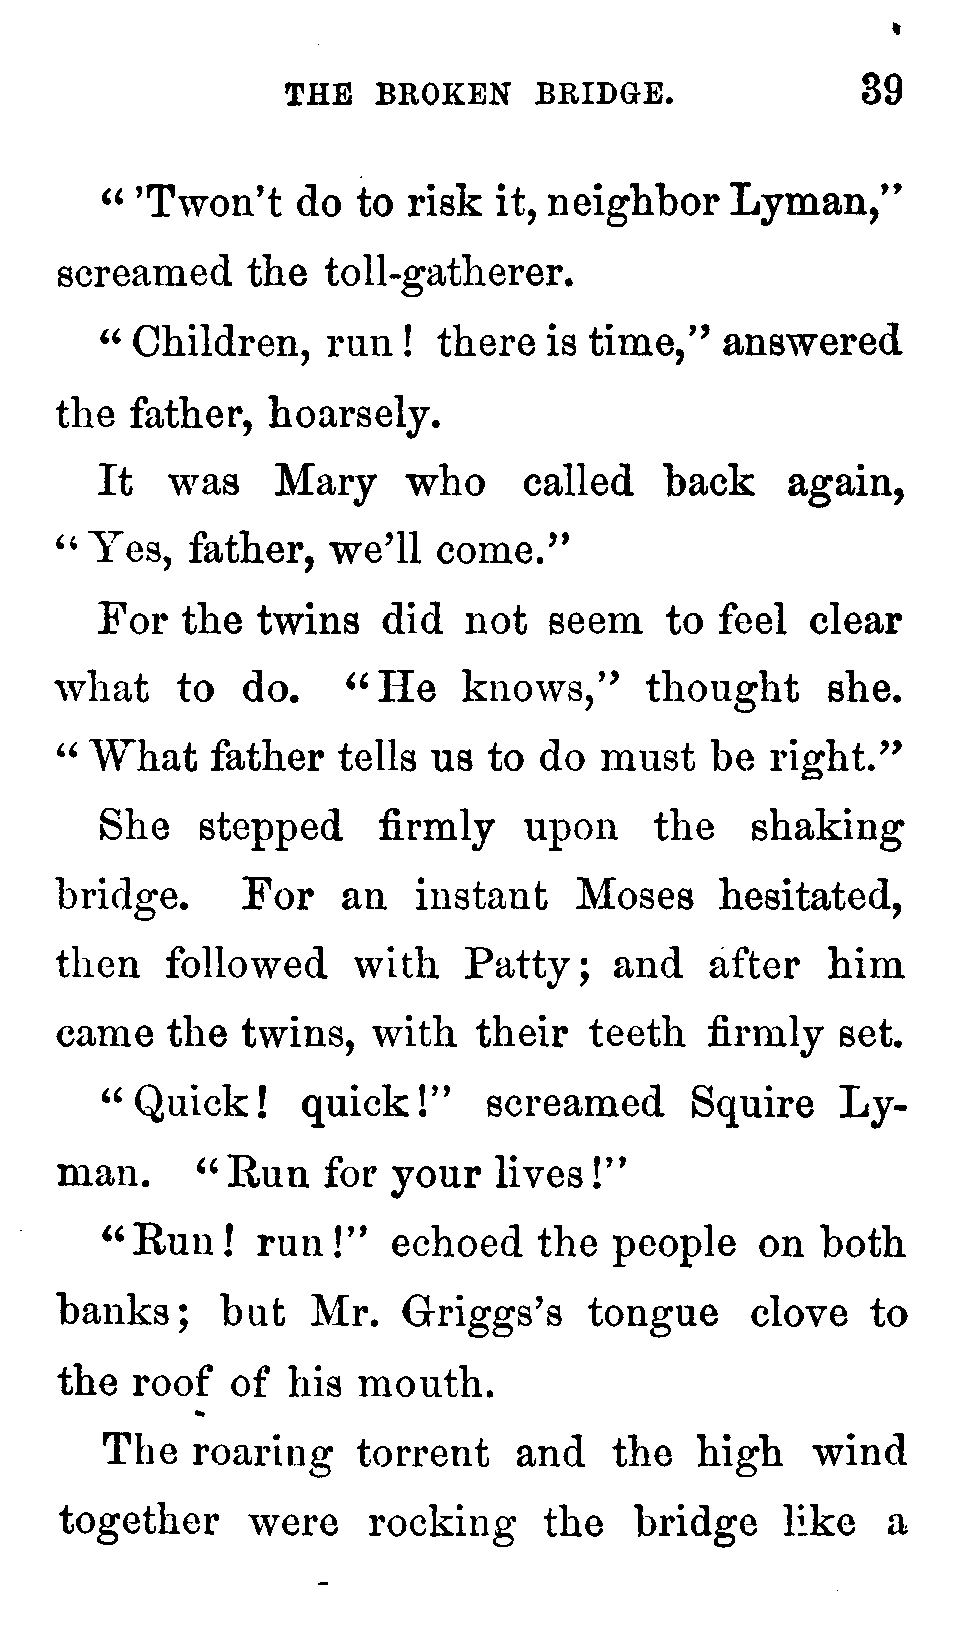 THE BROKEN BRIDGE. 39
“ ’Twon’t do to risk it, neighbor Lyman,”
screamed the toll-gatherer.
“ Children, run ! there is time,” answered
the father, hoarsely.
It was Mary who called back again,
“ Yes, father, we’ll come.”
For the twins did not seem to feel clear
what to do. “ He knows,” thought she.
“ What father tells us to do must be right.”
She stepped firmly upon the shaking
bridge. For an instant Moses hesitated,
then followed with Patty ; and after him
came the twins, with their teeth firmly set.
“ Quick ! quick !” screamed Squire Ly-
man. “ Run for your lives !”
“ Run ! run !” echoed the people on both
banks ; but Mr. Griggs’s tongue clove to
the roof of his mouth.
The roaring torrent and the high wind
together were rocking the bridge like a